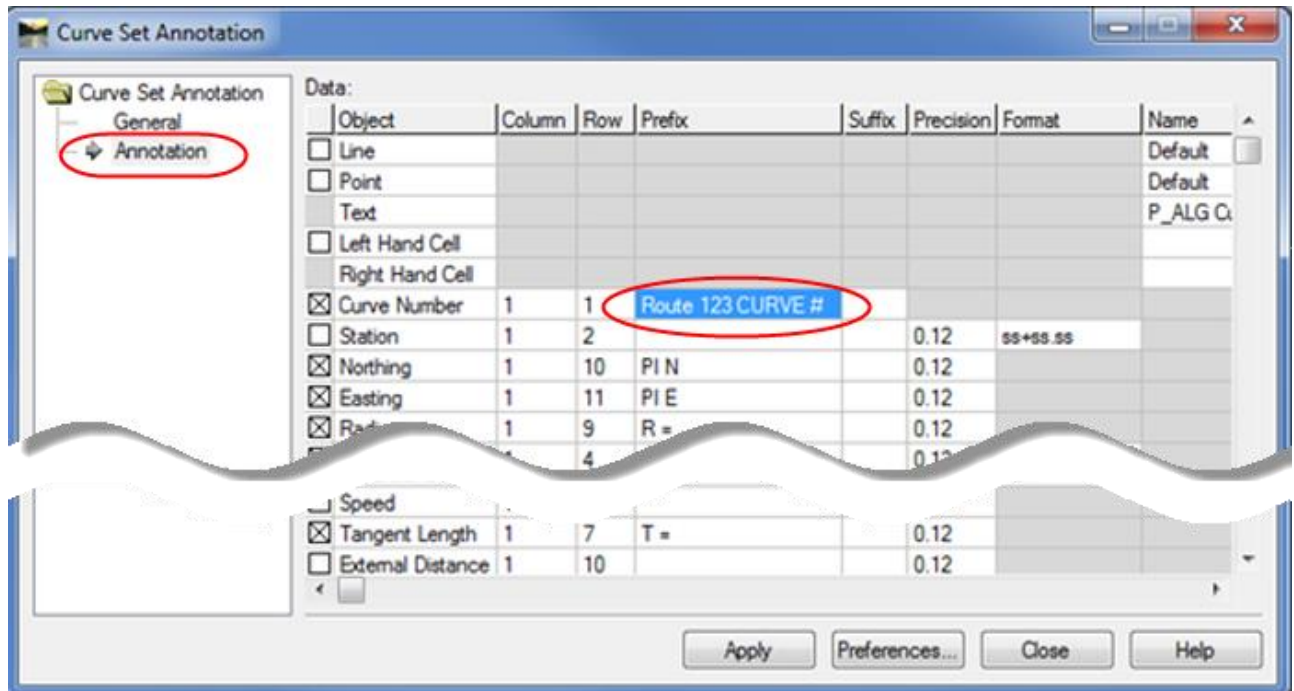 Curve Set Annotation
Curve Set Annotation
General
Annotation
Data:
Object Column Row Prefix Suffix Precision Format Name
Line Default
Point Default
Text P_ALG
Left Hand Cell
Right Hand Cell
Curve Number 1 1 Route 123 CURVE #
Station 1 2 0.12 ss+ss.ss
Northing 1 10 PI N 0.12
Easting 1 11 PI E 0.12
1 9 R = 0.12
4 0.12
Speed
Tangent Length 1 7 T = 0.12
External Distance 1 10 0.12
Apply Preferences... Close Help